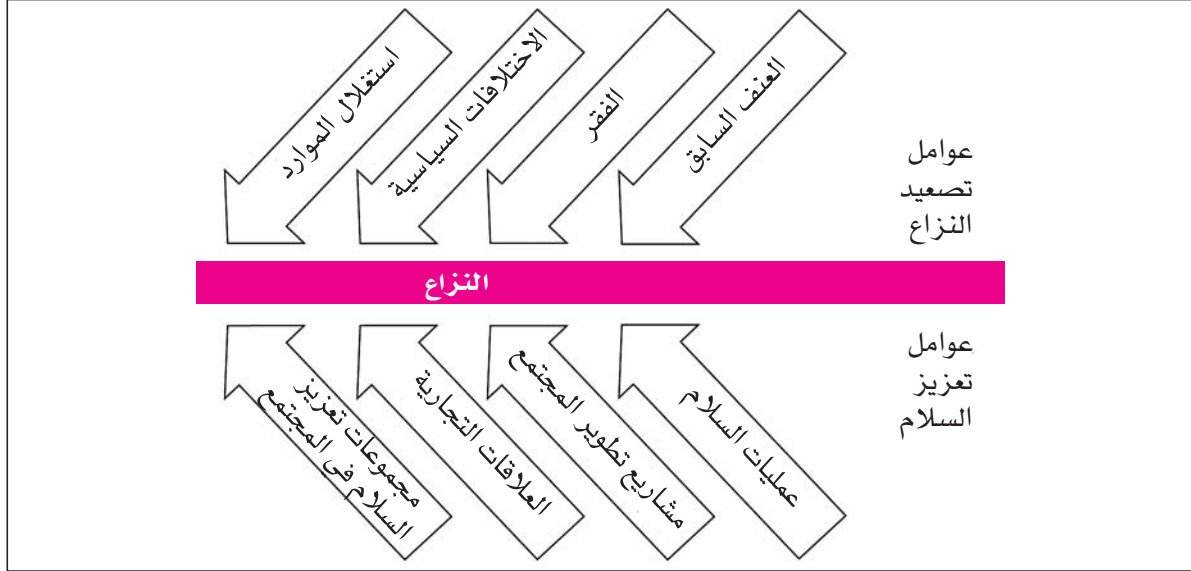 عوامل
تصعيد
النزاع
العنف السابق
الفقر
الاختلافات السياسية
استغلال الموارد
النزاع
عوامل
تعزيز
السلام
عمليات السلام
مشاريع تطوير المجتمع
العلاقات التجارية
مجموعات تعزيز
السلام فى المجتمع